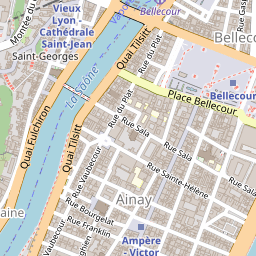 Vieux
Lyon
Cathédrale
Saint-Jean
Bellecour
Montée du
Saint-Georges
Quai Tilsitt
Rue du Plat
Bellecour
"La Saône"
Place Bellecour
Bellecour
Quai Fulchiron
Quai Tilsitt
Rue du Plat
Rue Sala
Rue Sala
Rue Vaubecour
Rue Sainte-Hélène
Ainay
Rue Vaubecour
Rue Bourgelat
Rue Franklin
Ampère
- Victor